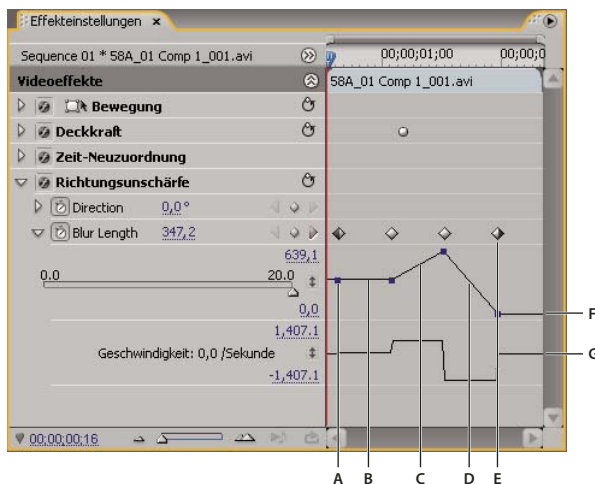 Effekteinstellungen ×
Sequence 01 * 58A_01 Comp 1_001.avi
00;00;01;00 00;00;0
Videoeffekte
58A_01 Comp 1_001.avi
Bewegung
Deckkraft
Zeit-Neuzuordnung
Richtungsunschärfe
Direction 0,0°
Blur Length 347,2
639,1
0.0 20.0
0,0
F
1,407.1
G
Geschwindigkeit: 0,0 /Sekunde
-1,407.1
00:00:00:16
A B C D E